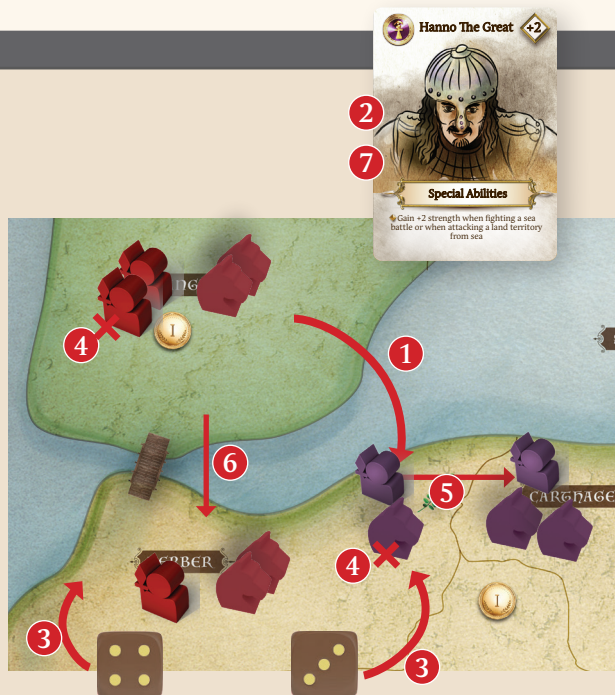 Hanno The Great
+2
2
7
Special Abilities
Gain +2 strength when fighting a sea
battle or when attacking a land territory
from sea
I
4
1
6
5
CARTHAGE
4
I
3
3